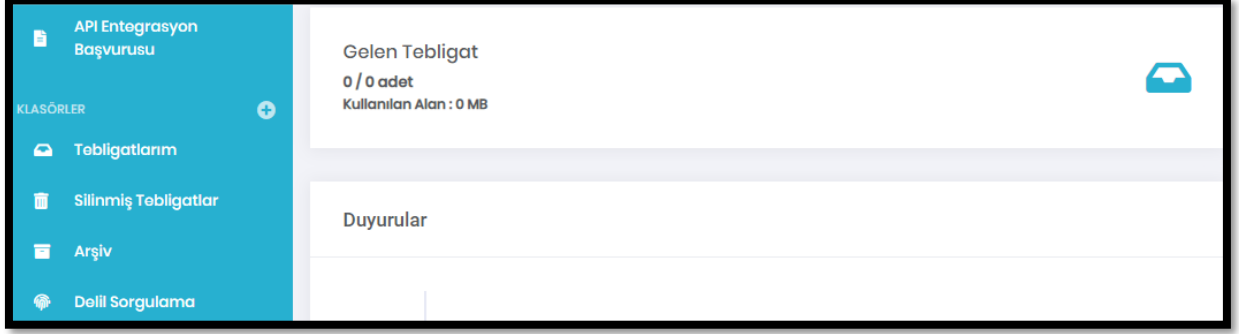 API Entegrasyon
Başvurusu
KLASÖRLER
Tebligatlarım
Silinmiş Tebligatlar
Arşiv
Delil Sorgulama
Gelen Tebligat
0 / 0 adet
Kullanılan Alan : 0 MB
Duyurular